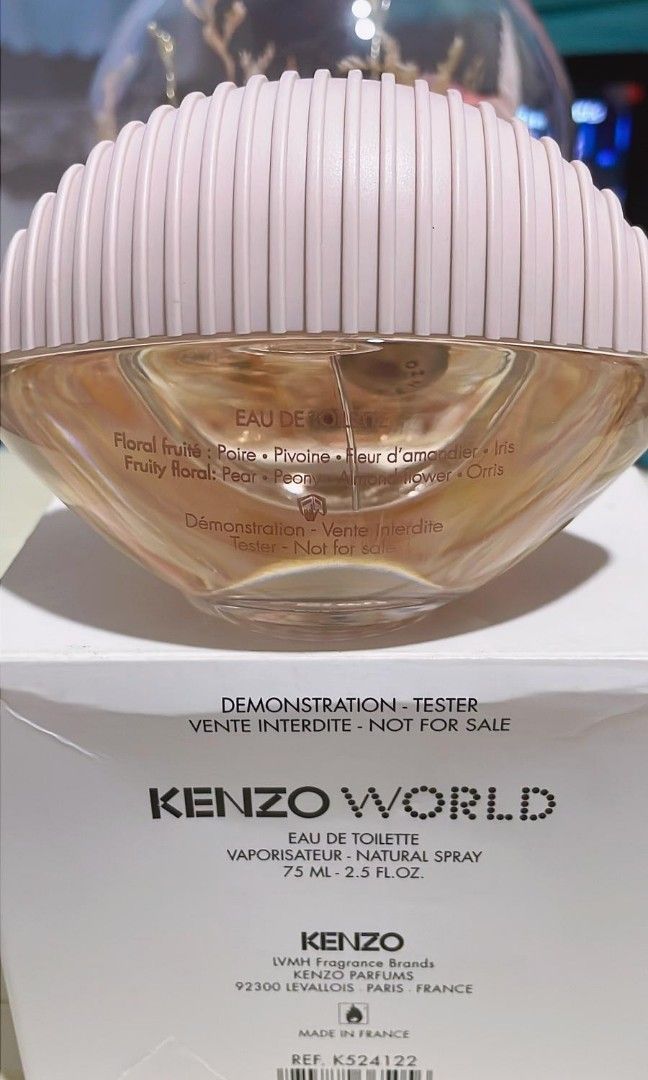 EAU DE TOILETTE
Floral fruité : Poire • Pivoine • Fleur d'amandier • Iris
Fruity floral: Pear • Peony • Almond flower • Orris
Démonstration - Vente Interdite
Tester - Not for sale
DEMONSTRATION - TESTER
VENTE INTERDITE - NOT FOR SALE
KENZO WORLD
EAU DE TOILETTE
VAPORISATEUR - NATURAL SPRAY
75 ML - 2.5 FL.OZ.
KENZO
LVMH Fragrance Brands
KENZO PARFUMS
92300 LEVALLOIS - PARIS - FRANCE
MADE IN FRANCE
REF. K524122